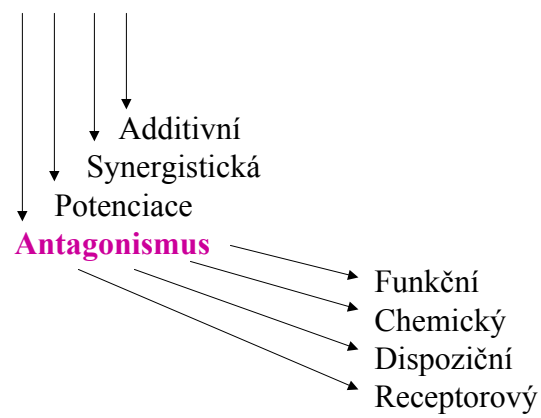 Additivní
Synergistická
Potenciace
Antagonismus
Funkční
Chemický
Dispoziční
Receptorový